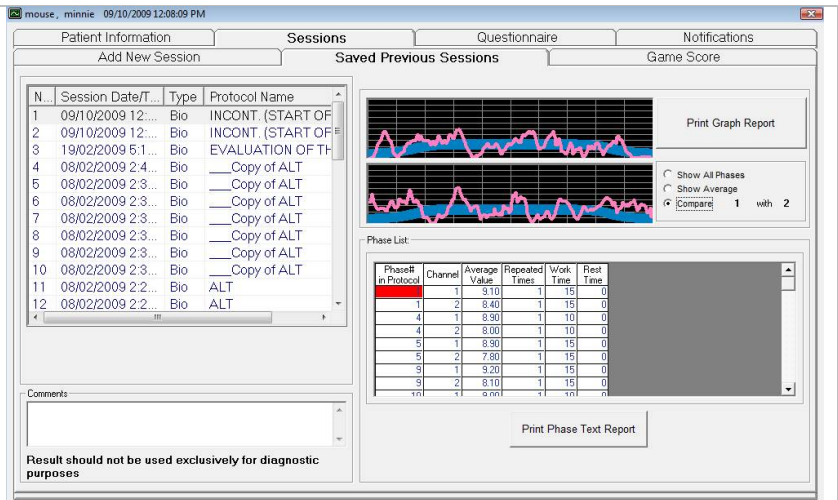 mouse, minnie 09/10/2009 12:08:09 PM
Patient Information Sessions Questionnaire Notifications
Add New Session Saved Previous Sessions Game Score
N... Session Date/T... Type Protocol Name
1 09/10/2009 12:... Bio INCONT. (START OF
2 09/10/2009 12:... Bio INCONT. (START OF
3 19/02/2009 5:1... Bio EVALUATION OF TH
4 08/02/2009 2:4... Bio ___Copy of ALT
5 08/02/2009 2:3... Bio ___Copy of ALT
6 08/02/2009 2:3... Bio ___Copy of ALT
7 08/02/2009 2:3... Bio ___Copy of ALT
8 08/02/2009 2:3... Bio ___Copy of ALT
9 08/02/2009 2:3... Bio ___Copy of ALT
10 08/02/2009 2:3... Bio ___Copy of ALT
11 08/02/2009 2:2... Bio ALT
12 08/02/2009 2:2... Bio ALT
Comments
Result should not be used exclusively for diagnostic
purposes
Print Graph Report
Show All Phases
Show Average
Compare 1 with 2
Phase List:
Phase# in Protocol Channel Average Value Repeated Times Work Time Rest Time
1 9.10 1 15 0
1 2 8.40 1 15 0
4 1 8.90 1 10 0
4 2 8.00 1 10 0
5 1 8.90 1 15 0
5 2 7.80 1 15 0
9 1 9.20 1 15 0
9 2 8.10 1 15 0
10 1 9.00 1 10 0
Print Phase Text Report